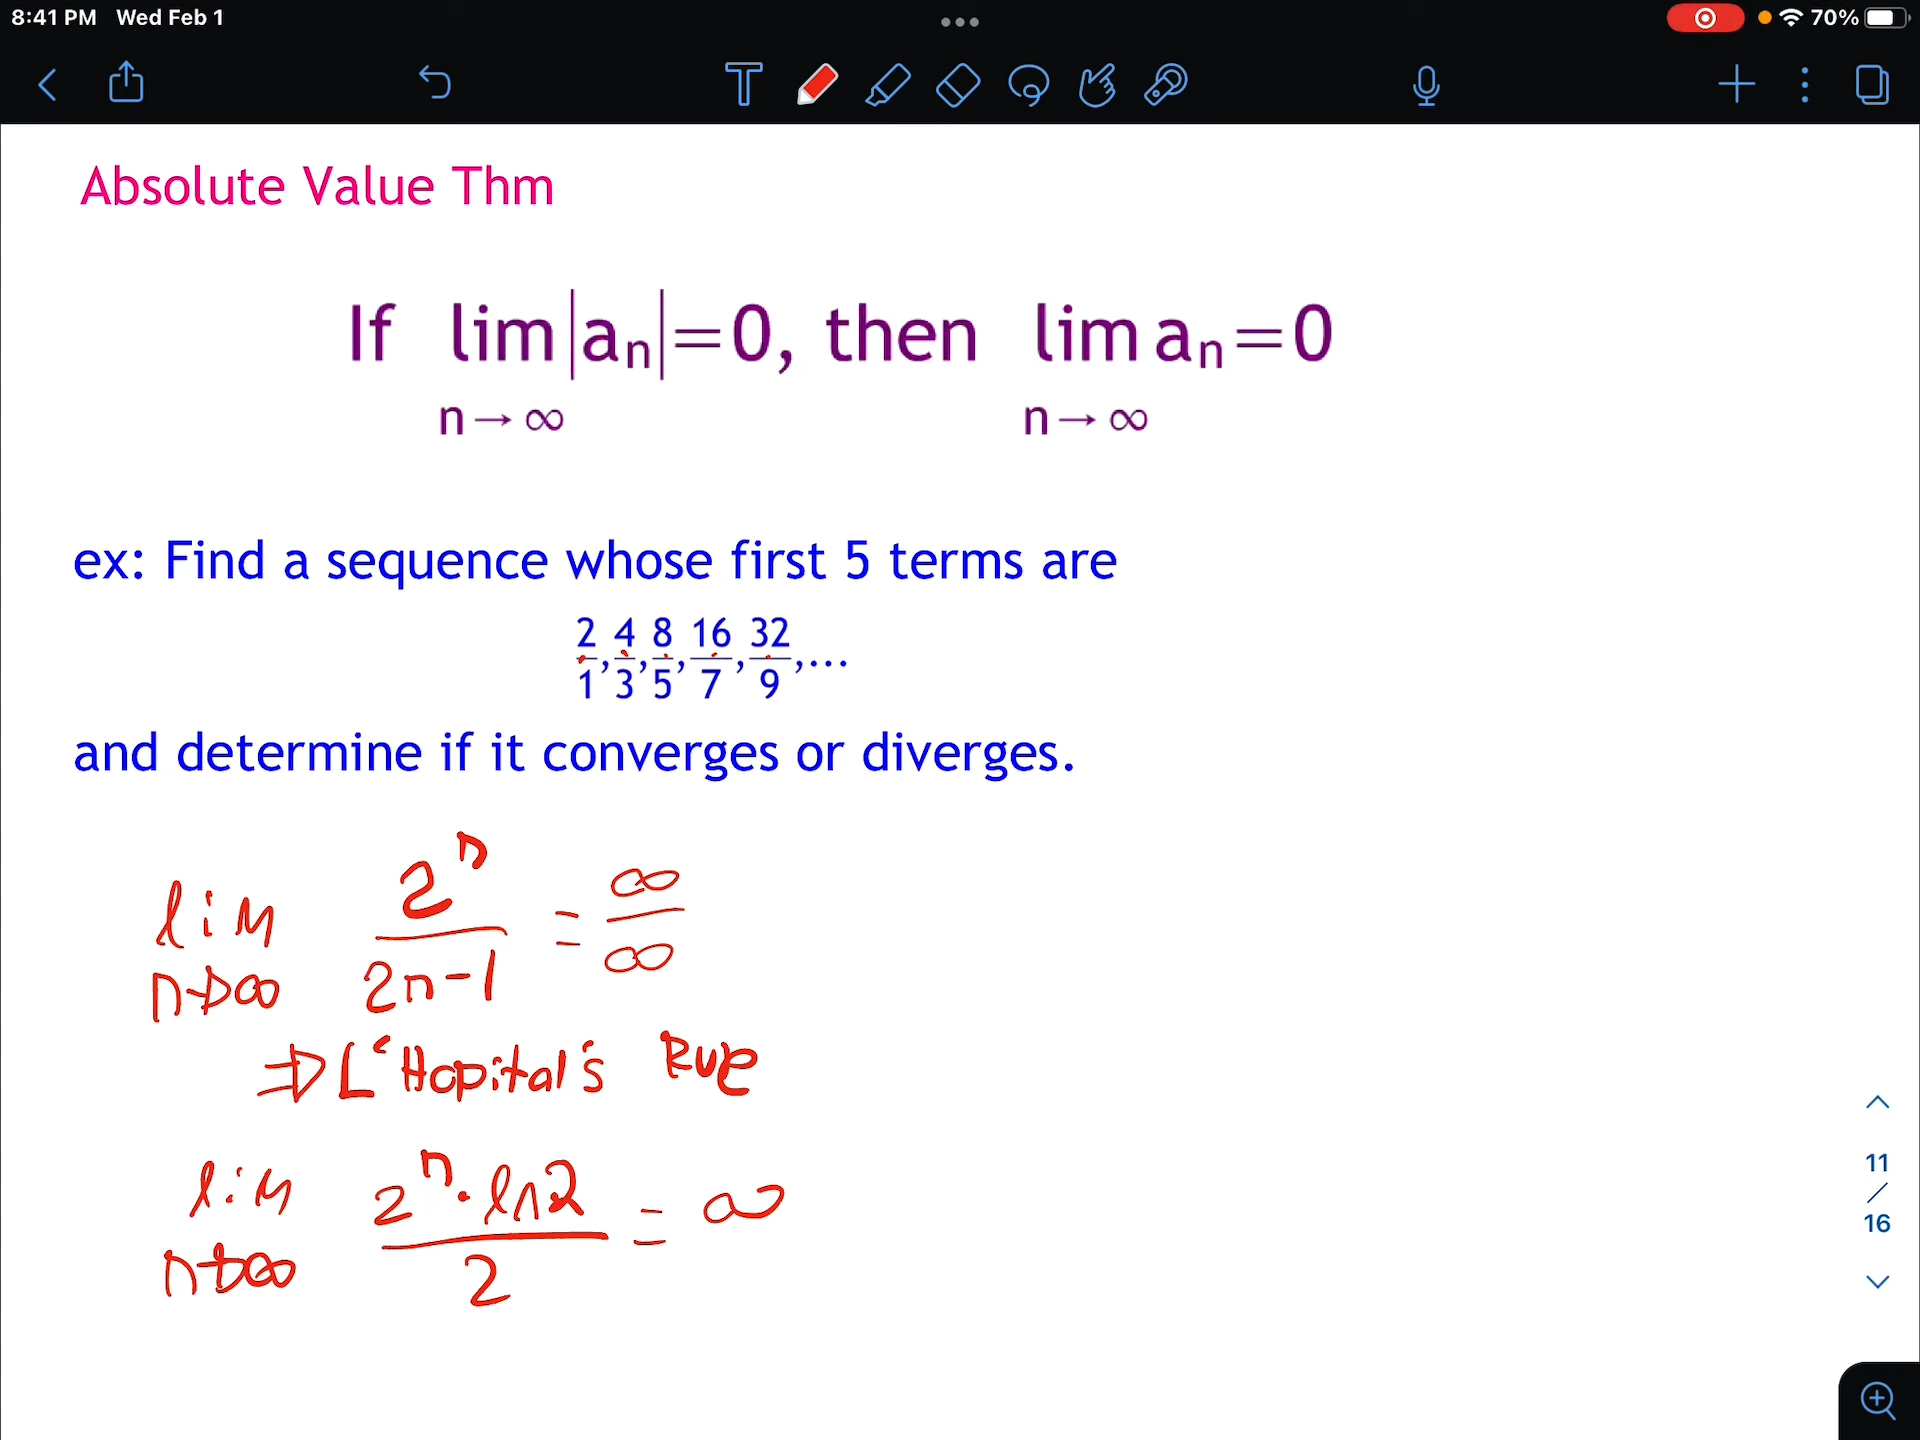 8:41 PM Wed Feb 1 70%
Absolute Value Thm
If lim |aₙ| = 0, then lim aₙ = 0
n → ∞ n → ∞
ex: Find a sequence whose first 5 terms are
2/1, 4/3, 8/5, 16/7, 32/9, ...
and determine if it converges or diverges.
lim 2ⁿ/(2n-1) = ∞/∞
n→∞
⇒ L'Hopital's Rule
lim (2ⁿ · ln2)/2 = ∞
n→∞
11
/
16